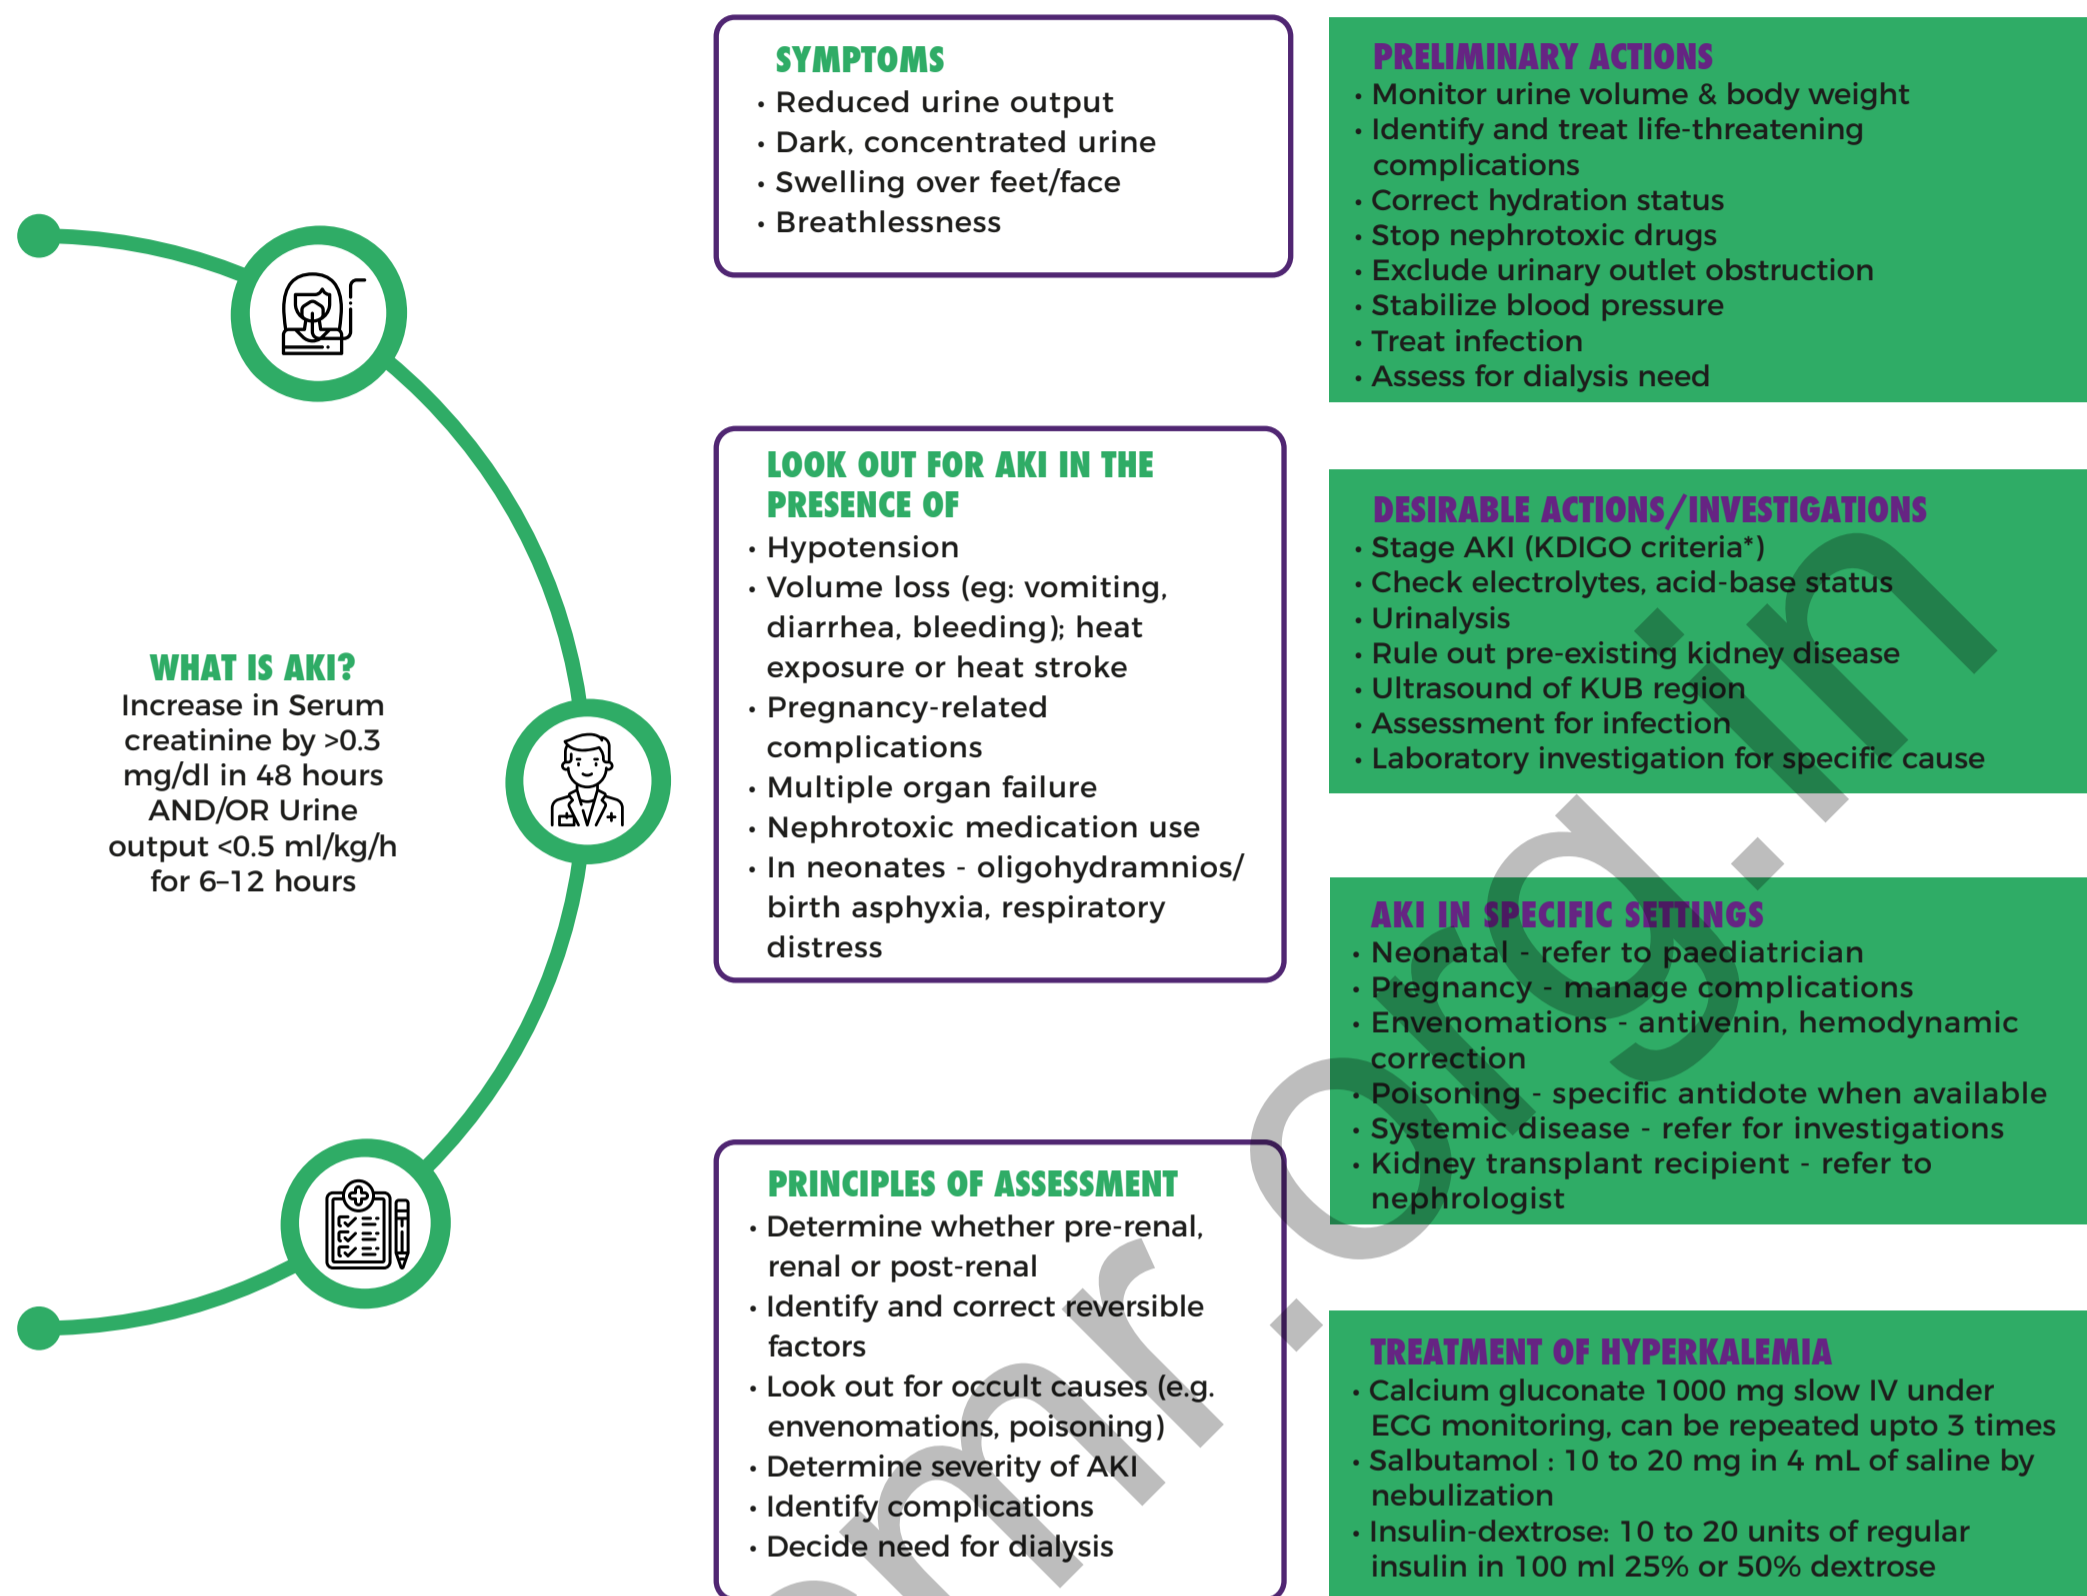 WHAT IS AKI?
Increase in Serum
creatinine by >0.3
mg/dl in 48 hours
AND/OR Urine
output <0.5 ml/kg/h
for 6–12 hours
SYMPTOMS
• Reduced urine output
• Dark, concentrated urine
• Swelling over feet/face
• Breathlessness
LOOK OUT FOR AKI IN THE
PRESENCE OF
• Hypotension
• Volume loss (eg: vomiting,
diarrhea, bleeding); heat
exposure or heat stroke
• Pregnancy-related
complications
• Multiple organ failure
• Nephrotoxic medication use
• In neonates - oligohydramnios/
birth asphyxia, respiratory
distress
PRINCIPLES OF ASSESSMENT
• Determine whether pre-renal,
renal or post-renal
• Identify and correct reversible
factors
• Look out for occult causes (e.g.
envenomations, poisoning)
• Determine severity of AKI
• Identify complications
• Decide need for dialysis
PRELIMINARY ACTIONS
• Monitor urine volume & body weight
• Identify and treat life-threatening
complications
• Correct hydration status
• Stop nephrotoxic drugs
• Exclude urinary outlet obstruction
• Stabilize blood pressure
• Treat infection
• Assess for dialysis need
DESIRABLE ACTIONS/INVESTIGATIONS
• Stage AKI (KDIGO criteria*)
• Check electrolytes, acid-base status
• Urinalysis
• Rule out pre-existing kidney disease
• Ultrasound of KUB region
• Assessment for infection
• Laboratory investigation for specific cause
AKI IN SPECIFIC SETTINGS
• Neonatal - refer to paediatrician
• Pregnancy - manage complications
• Envenomations - antivenin, hemodynamic
correction
• Poisoning - specific antidote when available
• Systemic disease - refer for investigations
• Kidney transplant recipient - refer to
nephrologist
TREATMENT OF HYPERKALEMIA
• Calcium gluconate 1000 mg slow IV under
ECG monitoring, can be repeated upto 3 times
• Salbutamol : 10 to 20 mg in 4 mL of saline by
nebulization
• Insulin-dextrose: 10 to 20 units of regular
insulin in 100 ml 25% or 50% dextrose
mr.org.in